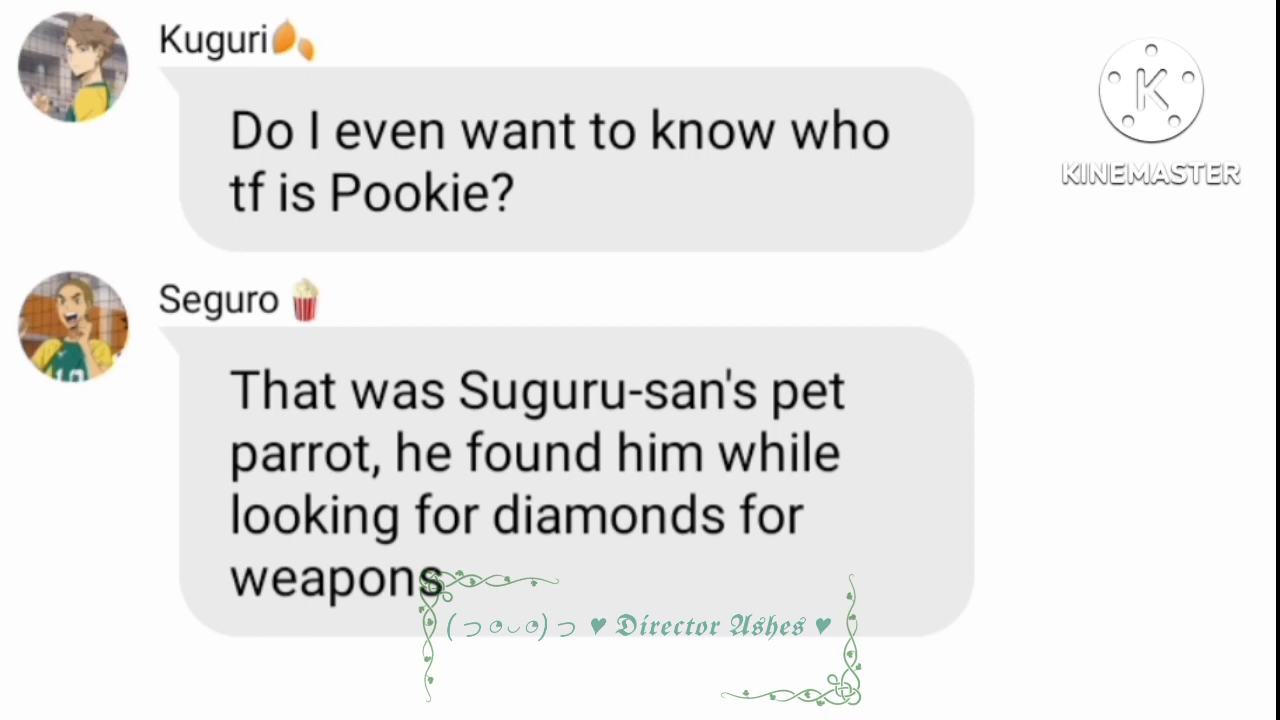 Kuguri
Do I even want to know who
tf is Pookie?
Seguro
That was Suguru-san's pet
parrot, he found him while
looking for diamonds for
weapons
(っ◔◡◔)っ ♥ Director Ashes ♥
K
KINEMASTER